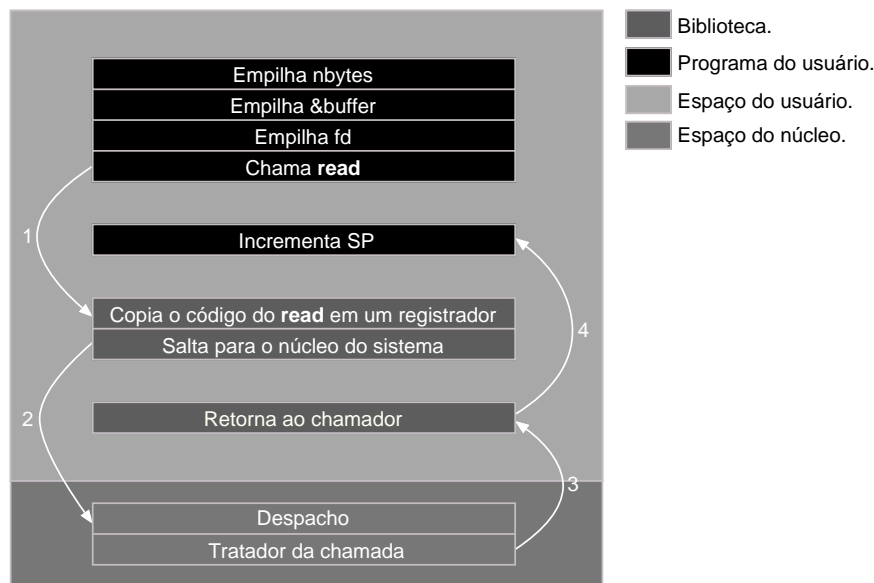 Biblioteca.
Programa do usuário.
Espaço do usuário.
Espaço do núcleo.
Empilha nbytes
Empilha &buffer
Empilha fd
Chama read
1
Incrementa SP
Copia o código do read em um registrador
4
Salta para o núcleo do sistema
2
Retorna ao chamador
3
Despacho
Tratador da chamada